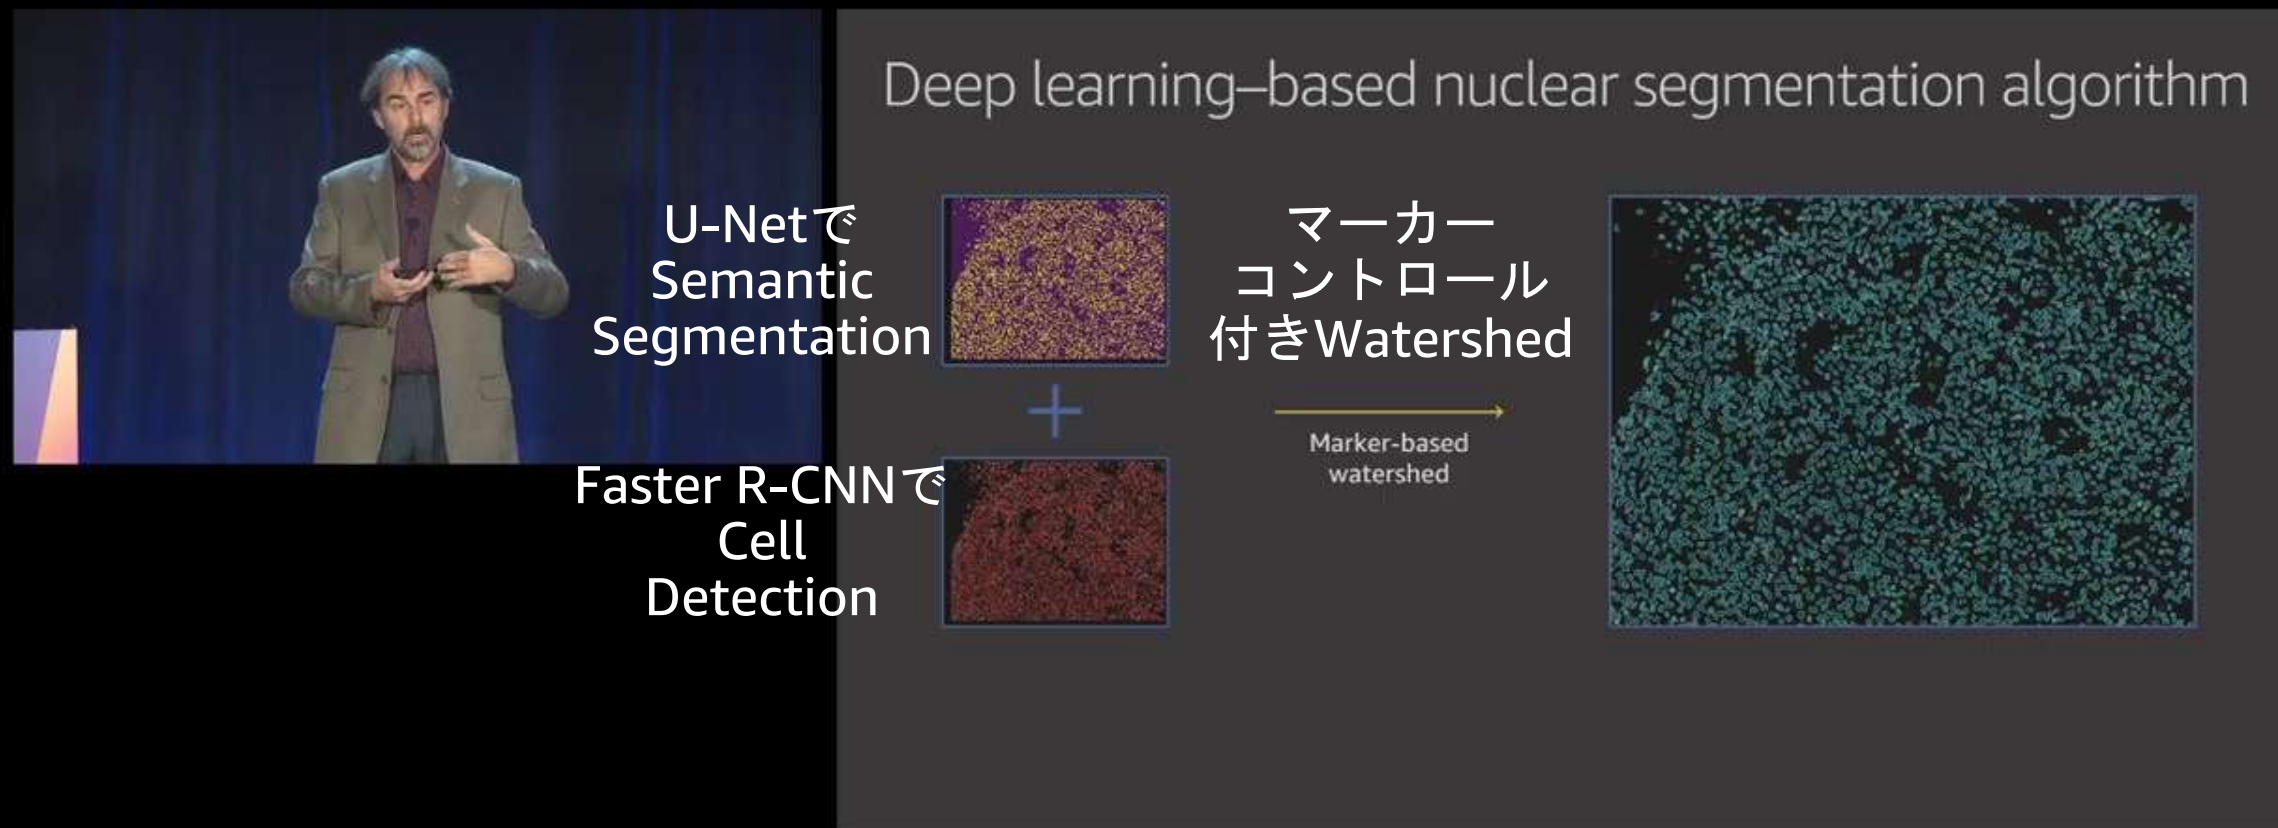 Deep learning–based nuclear segmentation algorithm
U-Netで
Semantic
Segmentation
マーカー
コントロール
付きWatershed
Marker-based
watershed
Faster R-CNNで
Cell
Detection